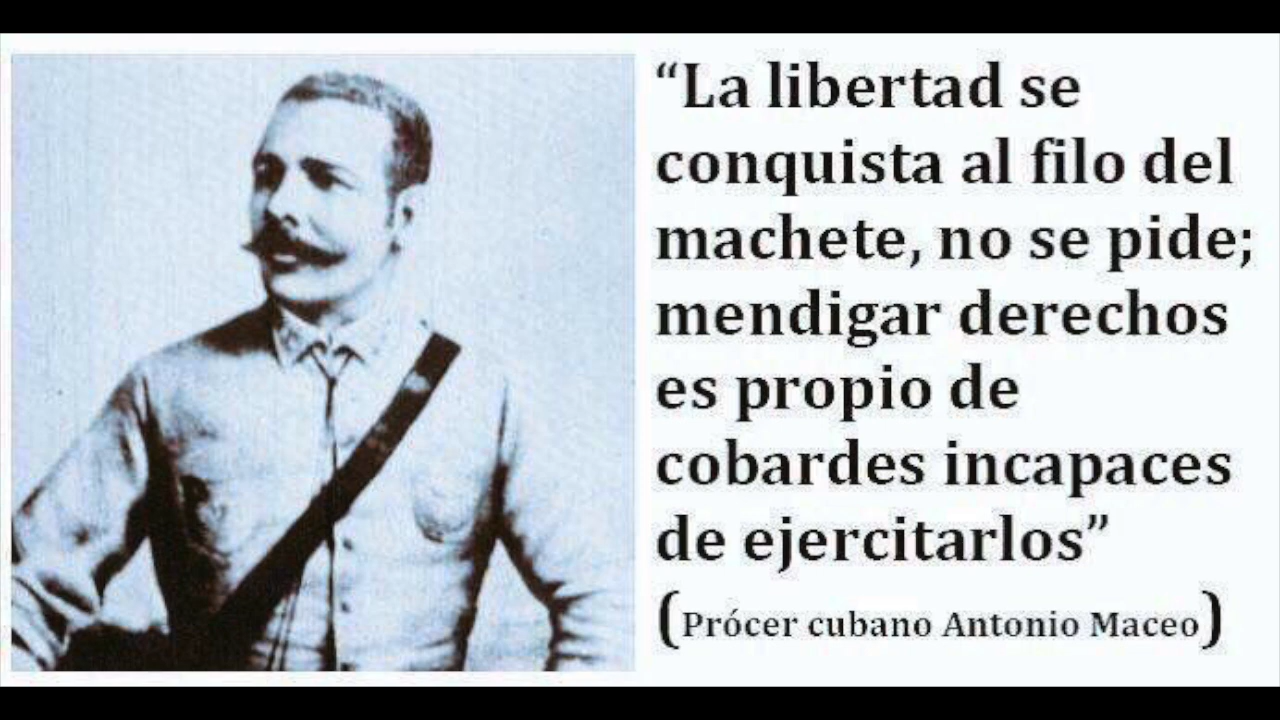 “La libertad se
conquista al filo del
machete, no se pide;
mendigar derechos
es propio de
cobardes incapaces
de ejercitarlos”
(Prócer cubano Antonio Maceo)